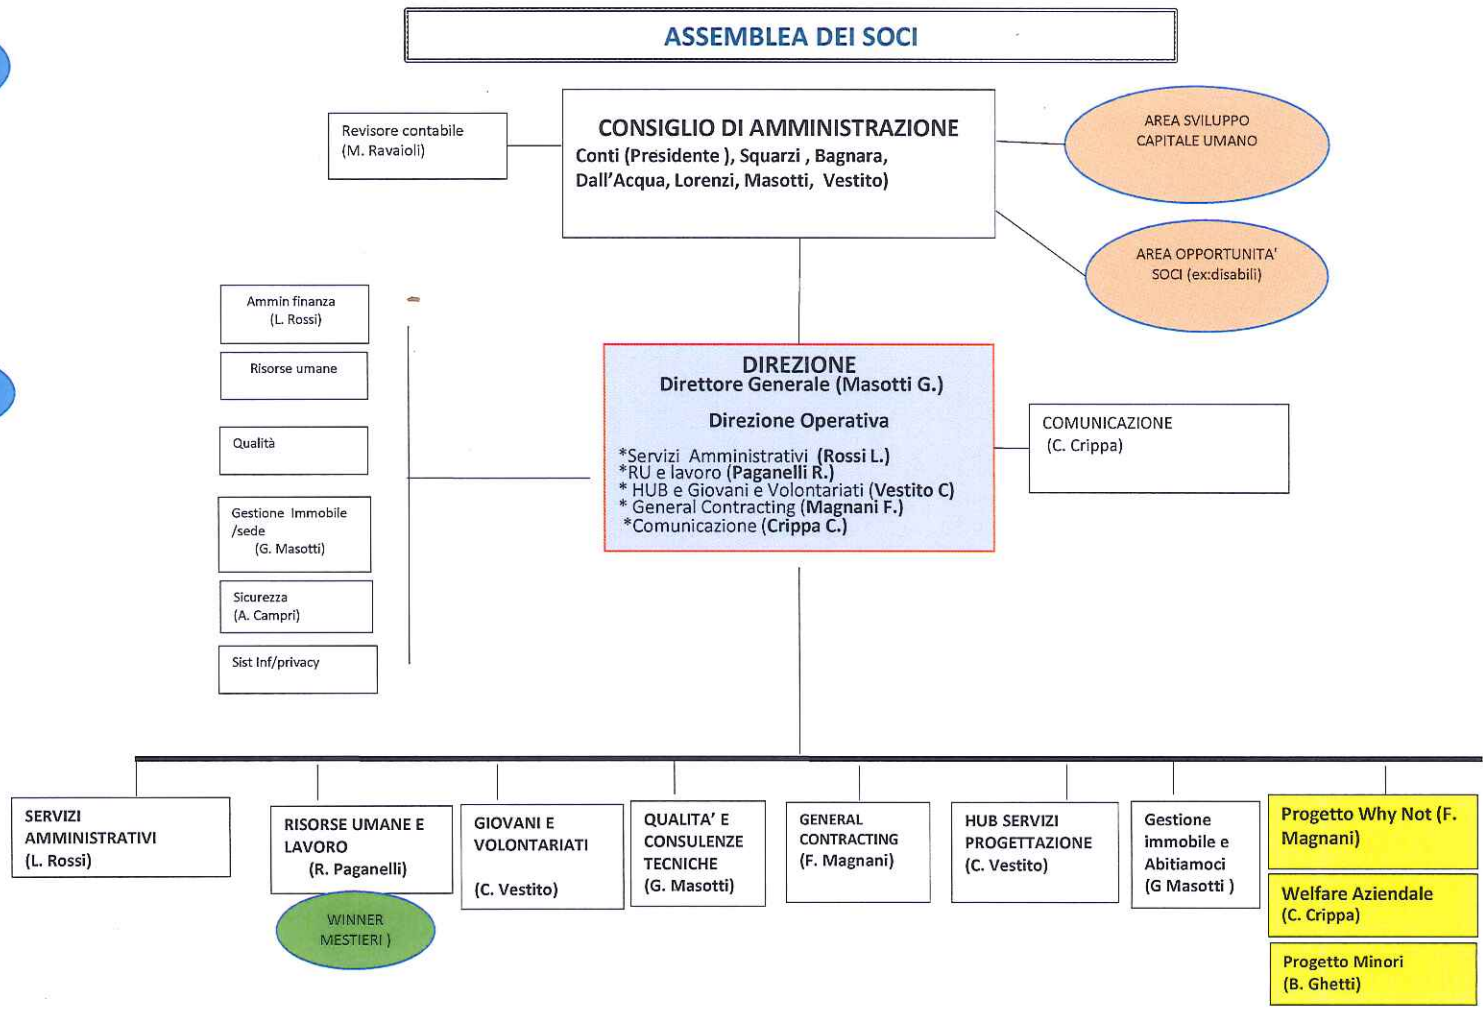 ASSEMBLEA DEI SOCI
Revisore contabile
(M. Ravaioli)
CONSIGLIO DI AMMINISTRAZIONE
Conti (Presidente ), Squarzi , Bagnara,
Dall'Acqua, Lorenzi, Masotti, Vestito)
AREA SVILUPPO
CAPITALE UMANO
AREA OPPORTUNITA'
SOCI (ex:disabili)
Ammin finanza
(L. Rossi)
Risorse umane
Qualità
Gestione Immobile
/sede
(G. Masotti)
Sicurezza
(A. Campri)
Sist Inf/privacy
DIREZIONE
Direttore Generale (Masotti G.)
Direzione Operativa
*Servizi Amministrativi (Rossi L.)
*RU e lavoro (Paganelli R.)
* HUB e Giovani e Volontariati (Vestito C)
* General Contracting (Magnani F.)
*Comunicazione (Crippa C.)
COMUNICAZIONE
(C. Crippa)
SERVIZI
AMMINISTRATIVI
(L. Rossi)
RISORSE UMANE E
LAVORO
(R. Paganelli)
WINNER
MESTIERI )
GIOVANI E
VOLONTARIATI
(C. Vestito)
QUALITA' E
CONSULENZE
TECNICHE
(G. Masotti)
GENERAL
CONTRACTING
(F. Magnani)
HUB SERVIZI
PROGETTAZIONE
(C. Vestito)
Gestione
immobile e
Abitiamoci
(G Masotti )
Progetto Why Not (F.
Magnani)
Welfare Aziendale
(C. Crippa)
Progetto Minori
(B. Ghetti)